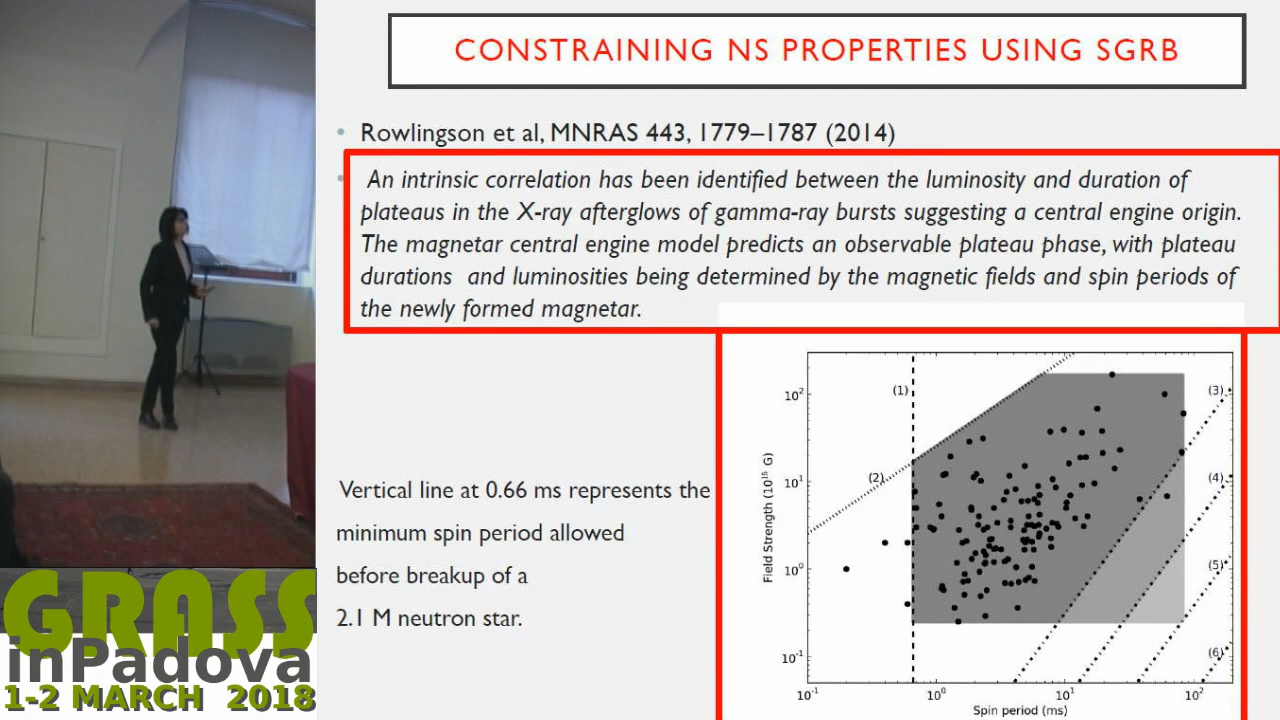 CONSTRAINING NS PROPERTIES USING SGRB
• Rowlingson et al, MNRAS 443, 1779–1787 (2014)
• An intrinsic correlation has been identified between the luminosity and duration of
plateaus in the X-ray afterglows of gamma-ray bursts suggesting a central engine origin.
The magnetar central engine model predicts an observable plateau phase, with plateau
durations and luminosities being determined by the magnetic fields and spin periods of
the newly formed magnetar.
Vertical line at 0.66 ms represents the
minimum spin period allowed
before breakup of a
2.1 M neutron star.
Field Strength (10¹⁵ G)
10²
10¹
10⁰
10⁻¹
(1)
(2)
(3)
(4)
(5)
(6)
10⁻¹ 10⁰ 10¹ 10²
Spin period (ms)
GRASS
inPadova
1-2 MARCH 2018